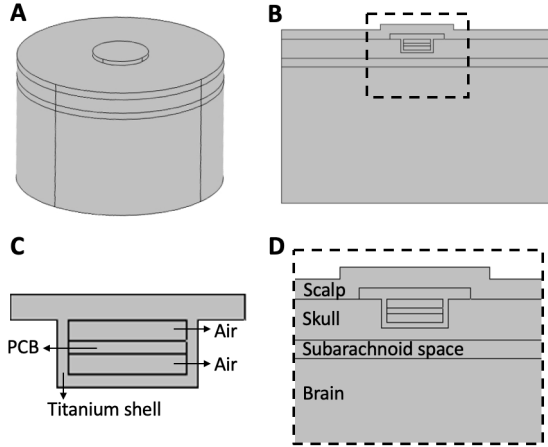 A
B
C
Air
PCB
Air
Titanium shell
D
Scalp
Skull
Subarachnoid space
Brain